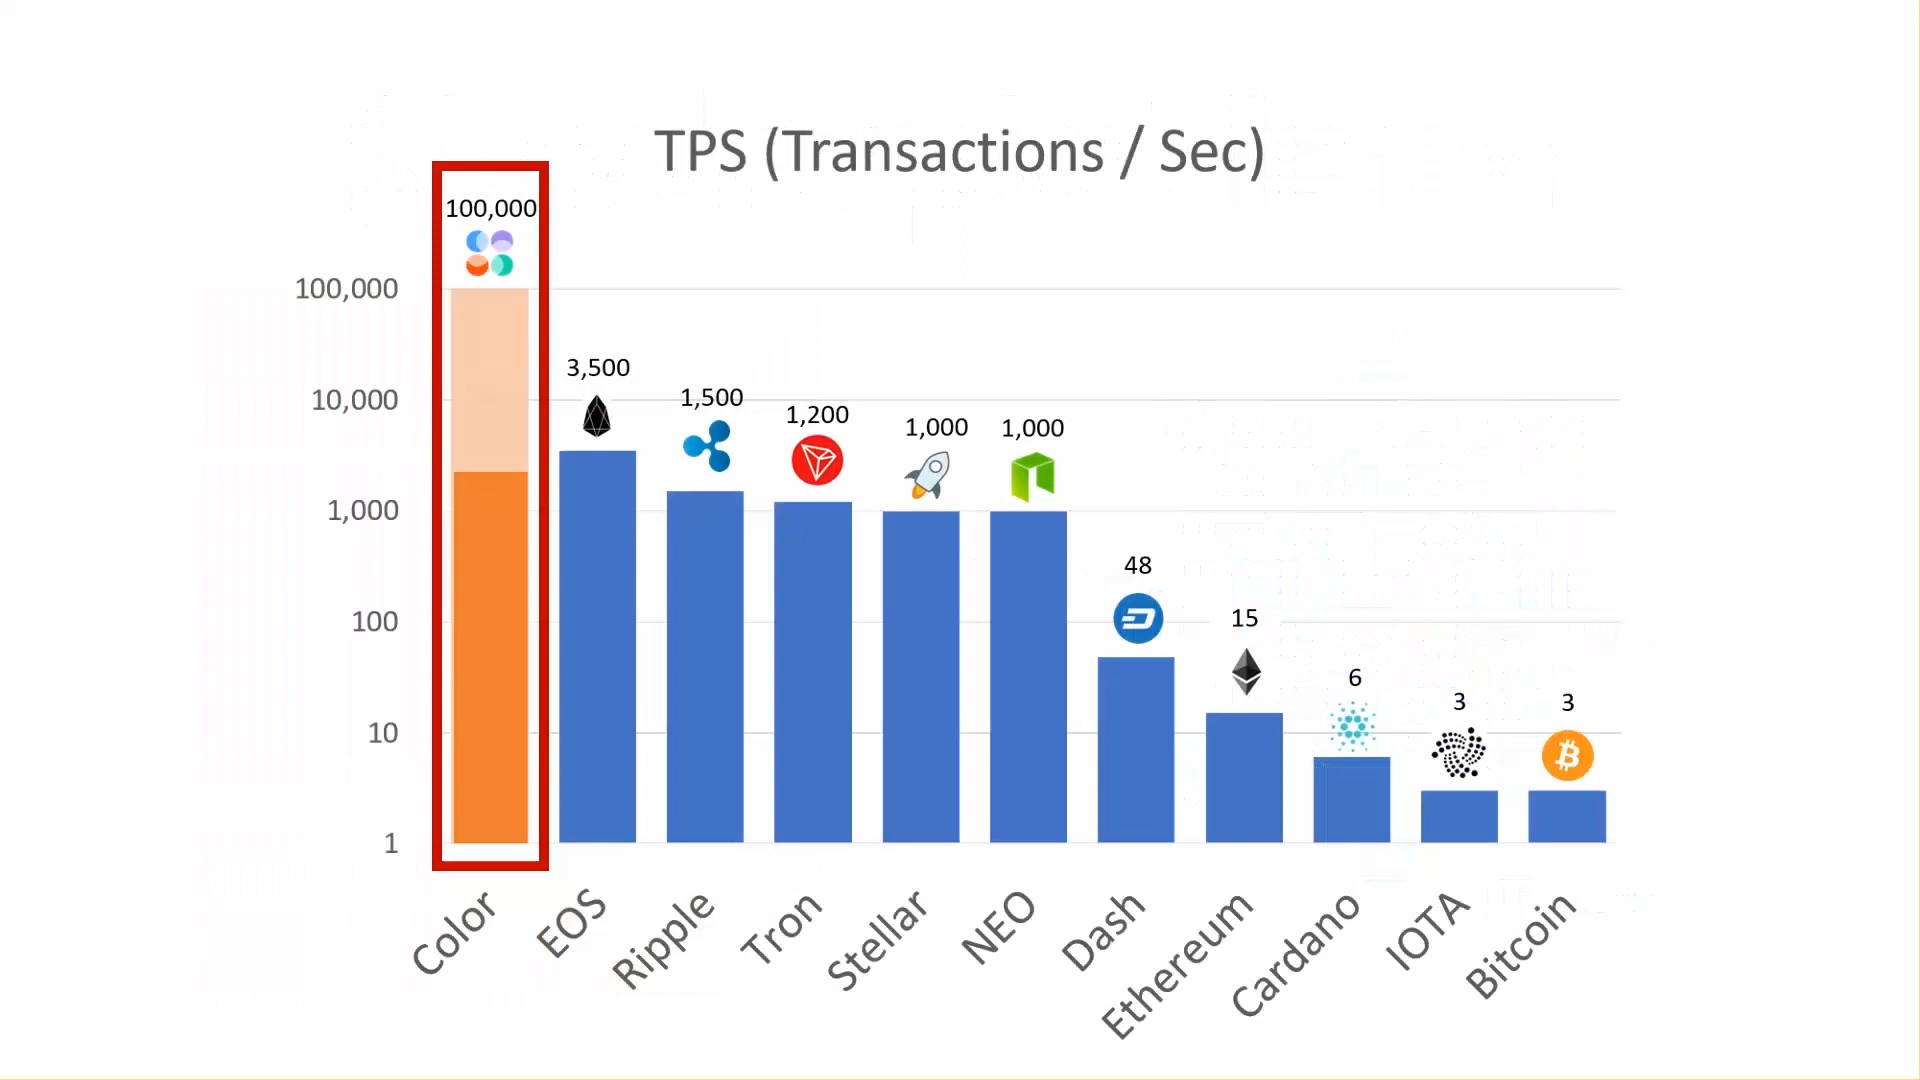 TPS (Transactions / Sec)
100,000
100,000
3,500
10,000
1,500
1,200
1,000
1,000
1,000
48
100
15
6
3
3
10
1
Color
EOS
Ripple
Tron
Stellar
NEO
Dash
Ethereum
Cardano
IOTA
Bitcoin